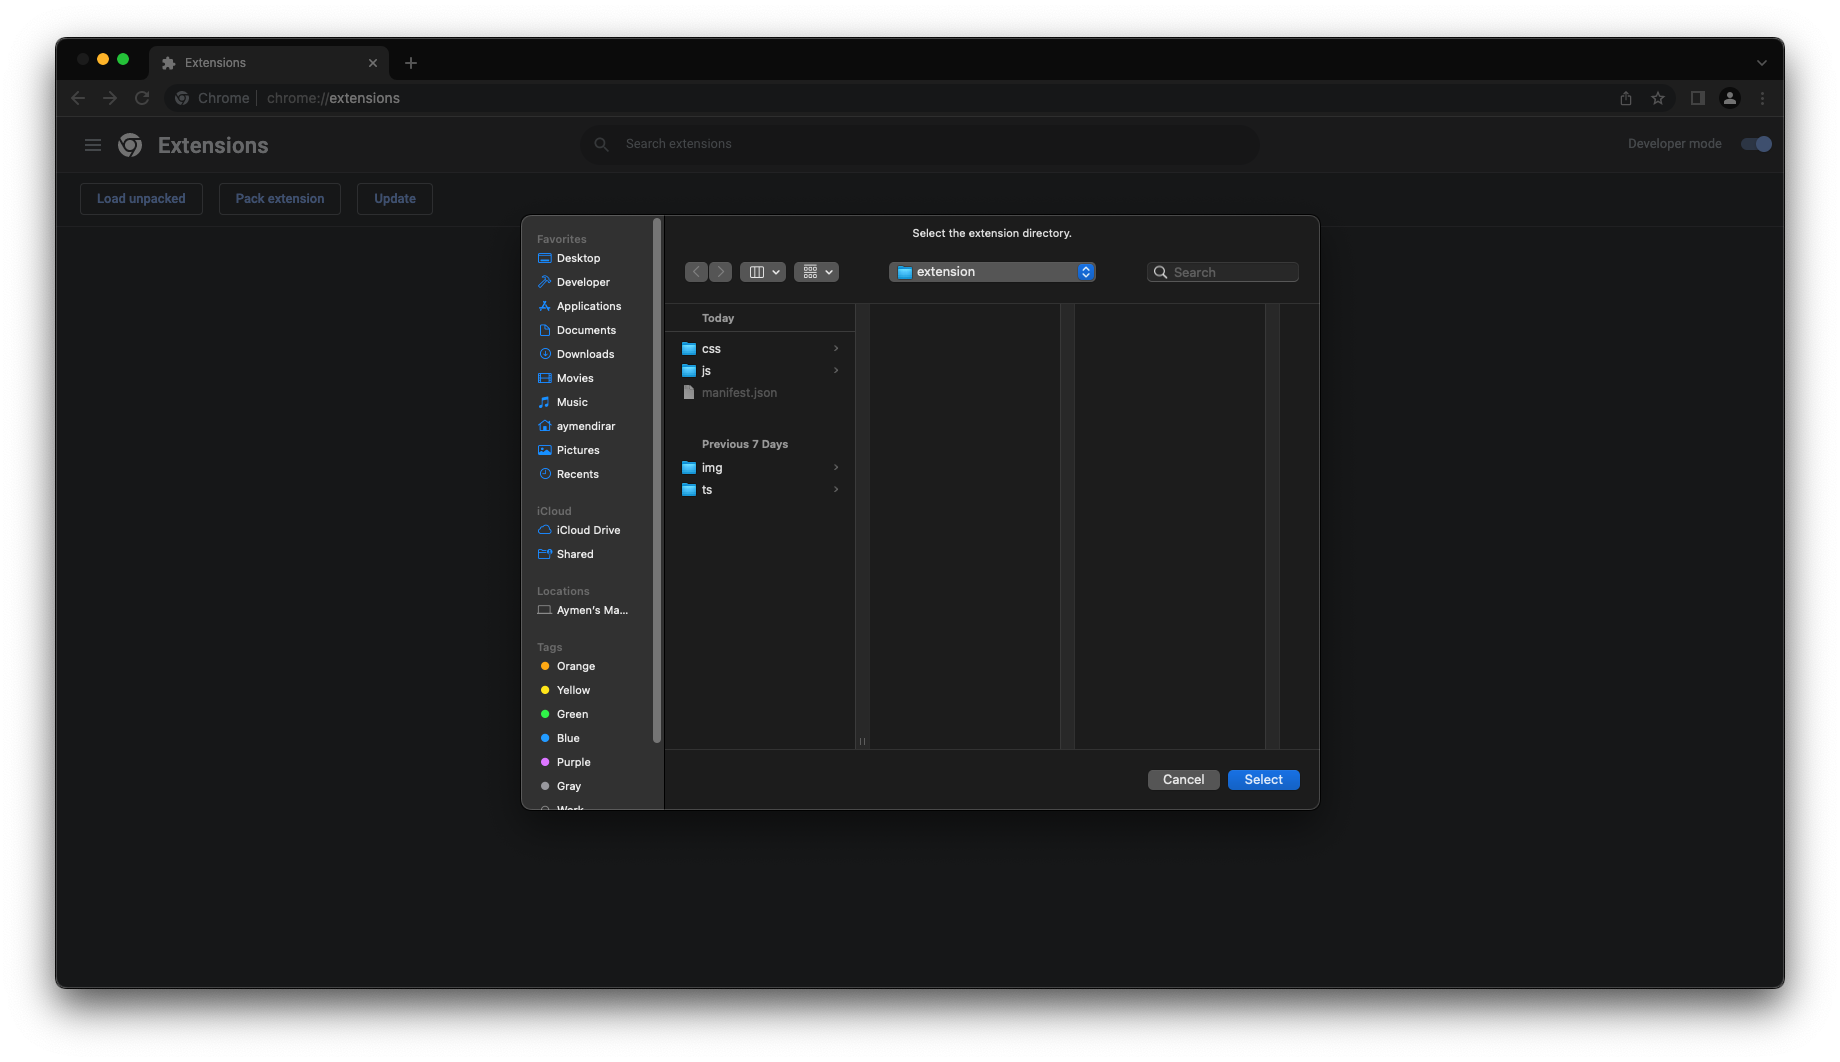 Extensions
Chrome
chrome://extensions
Extensions
Search extensions
Developer mode
Load unpacked
Pack extension
Update
Select the extension directory.
extension
Search
Favorites
Desktop
Developer
Applications
Documents
Downloads
Movies
Music
aymendirar
Pictures
Recents
iCloud
iCloud Drive
Shared
Locations
Aymen's Ma...
Tags
Orange
Yellow
Green
Blue
Purple
Gray
Work
Today
css
js
manifest.json
Previous 7 Days
img
ts
Cancel
Select